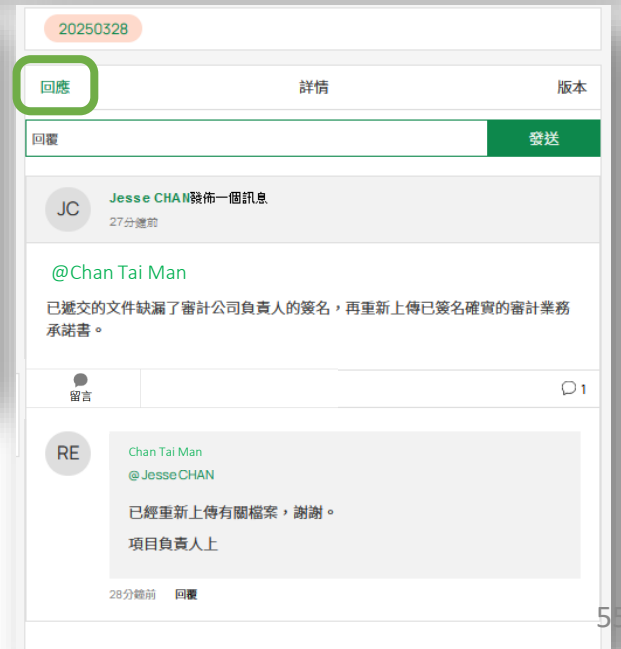 20250328
回應 詳情 版本
回覆 發送
JC
Jesse CHAN發佈一個訊息
27分鐘前
@Chan Tai Man
已遞交的文件缺漏了審計公司負責人的簽名，再重新上傳已簽名確實的審計業務
承諾書。
留言 1
RE
Chan Tai Man
@JesseCHAN
已經重新上傳有關檔案，謝謝。
項目負責人上
28分鐘前 回覆
55